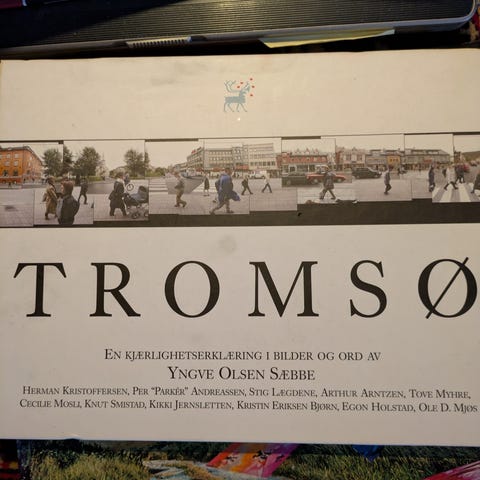 TROMSØ
EN KJÆRLIGHETSERKLÆRING I BILDER OG ORD AV
YNGVE OLSEN SÆBBE
HERMAN KRISTOFFERSEN, PER "PARKÉR" ANDREASSEN, STIG LÆGDENE, ARTHUR ARNTZEN, TOVE MYHRE,
CECILIE MOSLI, KNUT SMISTAD, KIKKI JERNSLETTEN, KRISTIN ERIKSEN BJØRN, EGON HOLSTAD, OLE D. MJØS